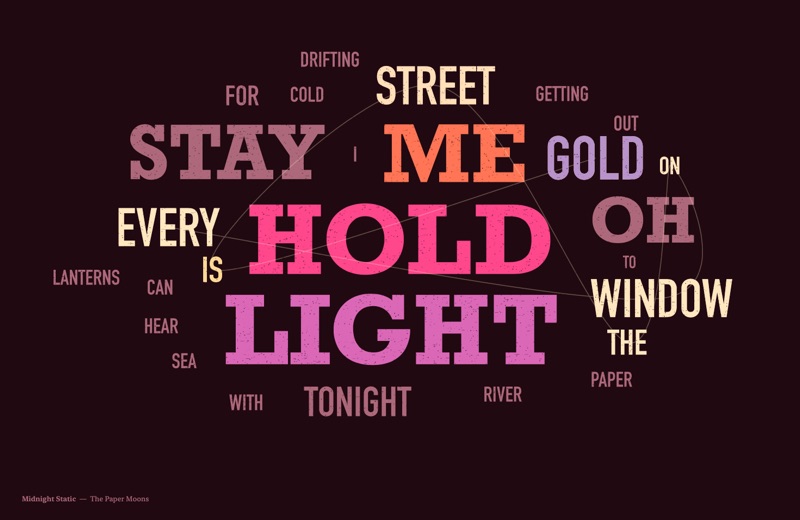 DRIFTING
FOR COLD STREET GETTING
OUT
STAY I ME GOLD ON
EVERY HOLD OH
IS TO
LANTERNS CAN WINDOW
HEAR LIGHT THE
SEA
WITH TONIGHT RIVER PAPER
Midnight Static — The Paper Moons